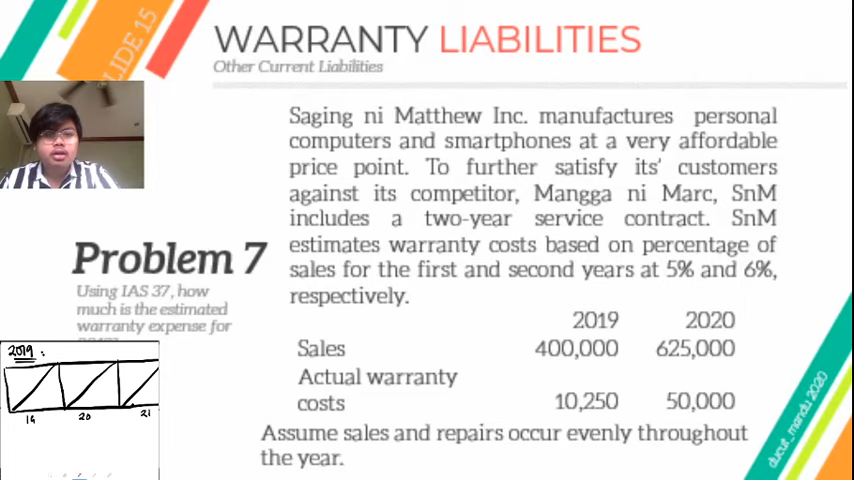 SLIDE 15
WARRANTY LIABILITIES
Other Current Liabilities
Saging ni Matthew Inc. manufactures personal
computers and smartphones at a very affordable
price point. To further satisfy its' customers
against its competitor, Mangga ni Marc, SnM
includes a two-year service contract. SnM
estimates warranty costs based on percentage of
sales for the first and second years at 5% and 6%,
respectively.
2019 2020
Sales 400,000 625,000
Actual warranty
costs 10,250 50,000
Assume sales and repairs occur evenly throughout
the year.
Problem 7
Using IAS 37, how
much is the estimated
warranty expense for
2019:
19 20 21
ducut_mandu 2020